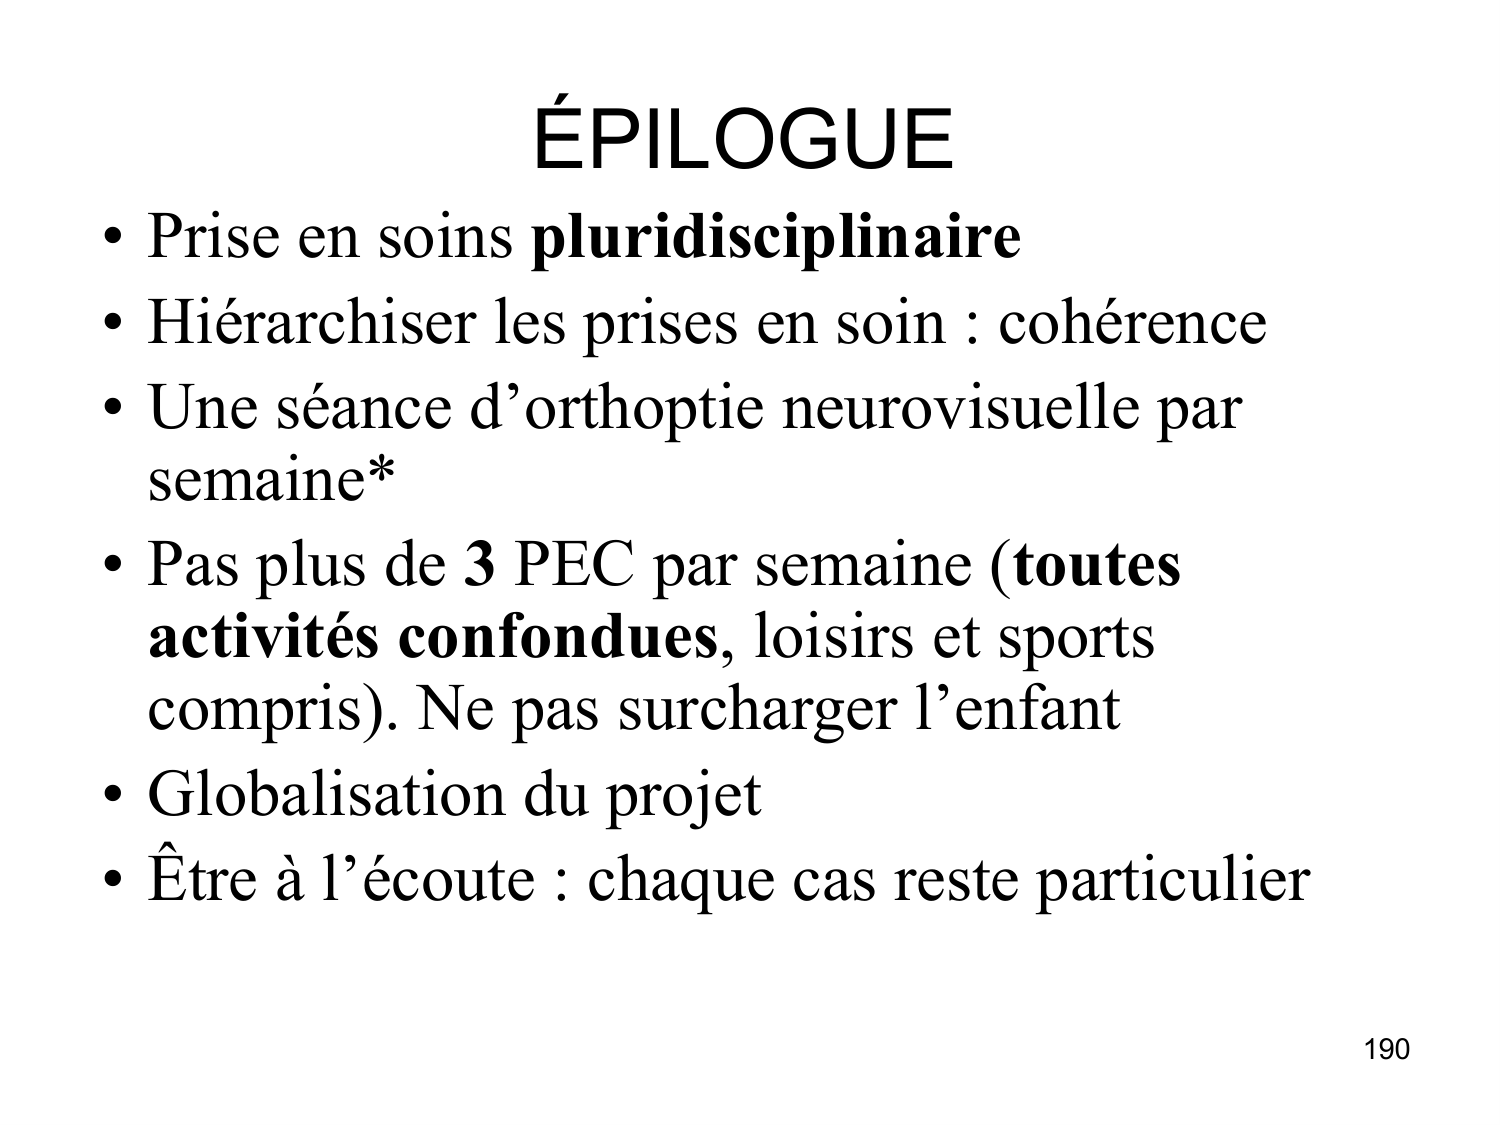 ÉPILOGUE
• Prise en soins pluridisciplinaire
• Hiérarchiser les prises en soin : cohérence
• Une séance d’orthoptie neurovisuelle par
semaine*
• Pas plus de 3 PEC par semaine (toutes
activités confondues, loisirs et sports
compris). Ne pas surcharger l’enfant
• Globalisation du projet
• Être à l’écoute : chaque cas reste particulier
190